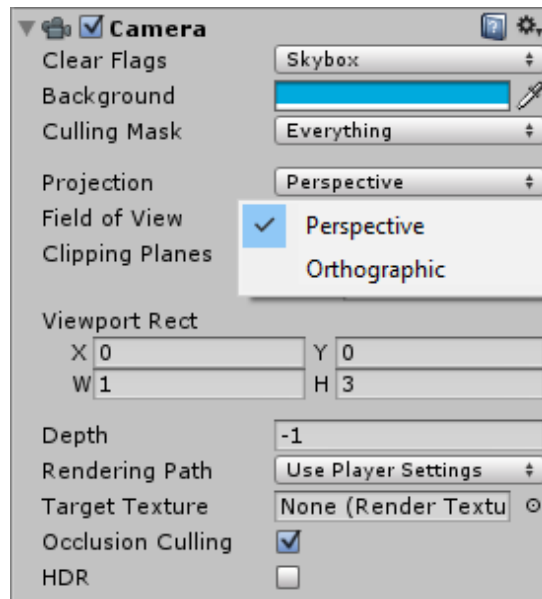 Camera
Clear Flags Skybox
Background
Culling Mask Everything
Projection Perspective
Field of View Perspective
Clipping Planes Orthographic
Viewport Rect
X 0 Y 0
W 1 H 3
Depth -1
Rendering Path Use Player Settings
Target Texture None (Render Textu
Occlusion Culling
HDR